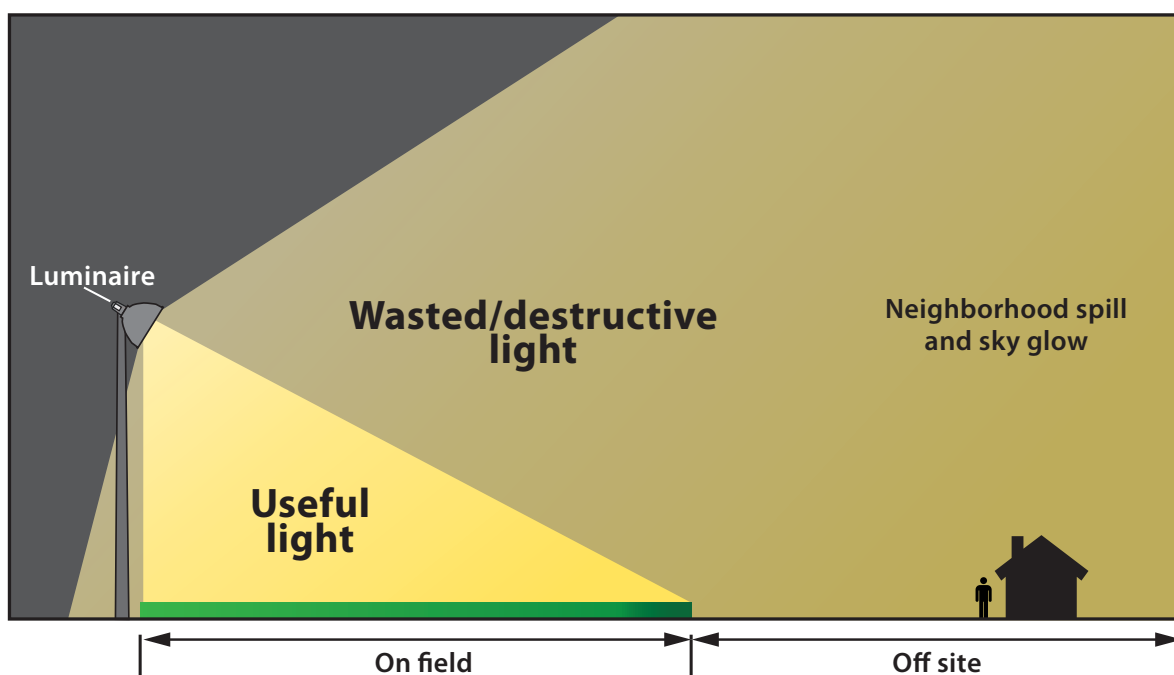 Luminaire
Wasted/destructive
light
Neighborhood spill
and sky glow
Useful
light
On field
Off site